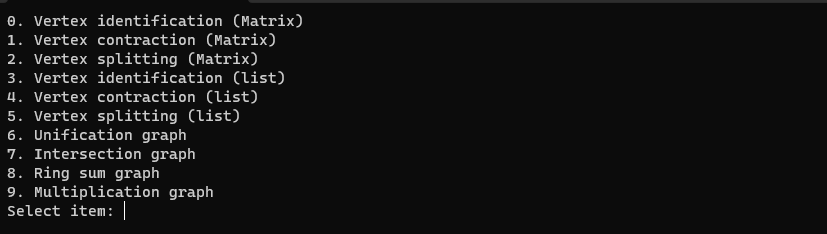 0. Vertex identification (Matrix)
1. Vertex contraction (Matrix)
2. Vertex splitting (Matrix)
3. Vertex identification (list)
4. Vertex contraction (list)
5. Vertex splitting (list)
6. Unification graph
7. Intersection graph
8. Ring sum graph
9. Multiplication graph
Select item: